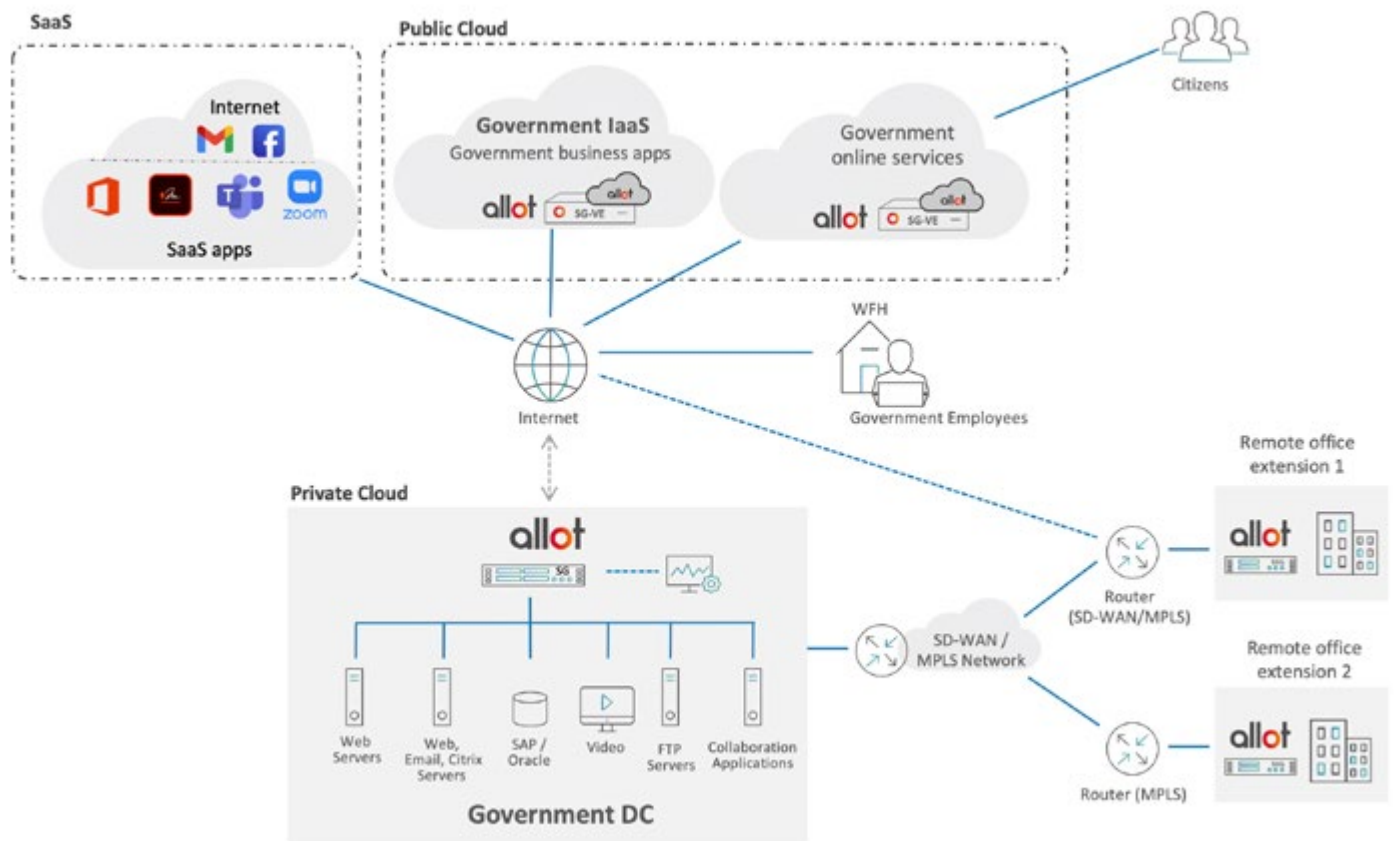 SaaS
Public Cloud
Internet
SaaS apps
zoom
Government IaaS
Government business apps
allot
allot
SG-VE
Government
online services
allot
allot
SG-VE
Citizens
Internet
WFH
Government Employees
Private Cloud
allot
SG
Web
Servers
Web,
Email, Citrix
Servers
SAP /
Oracle
Video
FTP
Servers
Collaboration
Applications
Government DC
SD-WAN /
MPLS Network
Router
(SD-WAN/MPLS)
Router (MPLS)
Remote office
extension 1
allot
Remote office
extension 2
allot